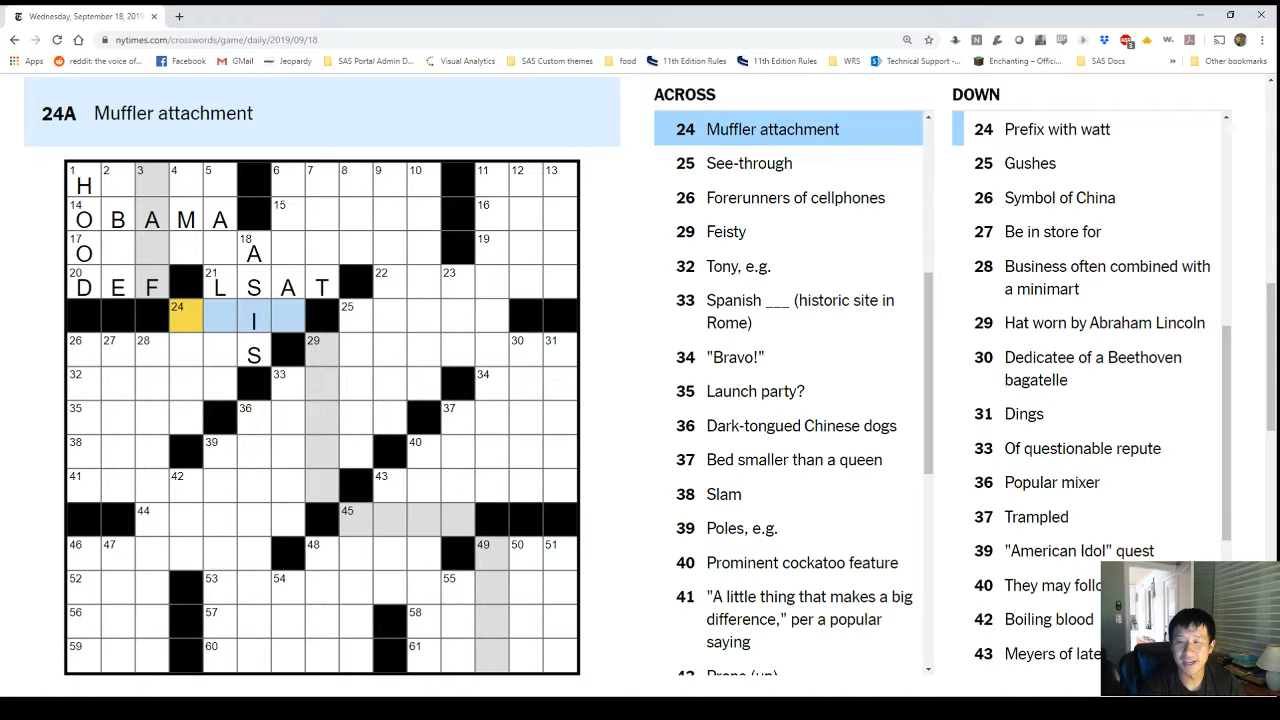 Wednesday, September 18, 2019
nytimes.com/crosswords/game/daily/2019/09/18
Apps reddit: the voice of... Facebook GMail Jeopardy SAS Portal Admin D... Visual Analytics SAS Custom themes food 11th Edition Rules 11th Edition Rules WRS Technical Support -... Enchanting – Offici... SAS Docs » Other bookmarks
24A Muffler attachment
1 2 3 4 5 6 7 8 9 10 11 12 13
H
14 15 16
O B A M A
17 18 19
O A
20 21 22 23
D E F L S A T
24 25
I
26 27 28 29 30 31
S
32 33 34
35 36 37
38 39 40
41 42 43
44 45
46 47 48 49 50 51
52 53 54 55
56 57 58
59 60 61
ACROSS
24 Muffler attachment
25 See-through
26 Forerunners of cellphones
29 Feisty
32 Tony, e.g.
33 Spanish ___ (historic site in
Rome)
34 "Bravo!"
35 Launch party?
36 Dark-tongued Chinese dogs
37 Bed smaller than a queen
38 Slam
39 Poles, e.g.
40 Prominent cockatoo feature
41 "A little thing that makes a big
difference," per a popular
saying
DOWN
24 Prefix with watt
25 Gushes
26 Symbol of China
27 Be in store for
28 Business often combined with
a minimart
29 Hat worn by Abraham Lincoln
30 Dedicatee of a Beethoven
bagatelle
31 Dings
33 Of questionable repute
36 Popular mixer
37 Trampled
39 "American Idol" quest
40 They may follo
42 Boiling blood
43 Meyers of late